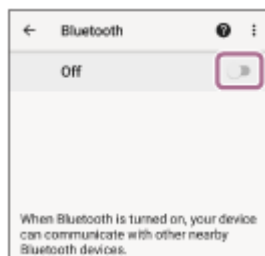 Bluetooth
Off
When Bluetooth is turned on, your device
can communicate with other nearby
Bluetooth devices.